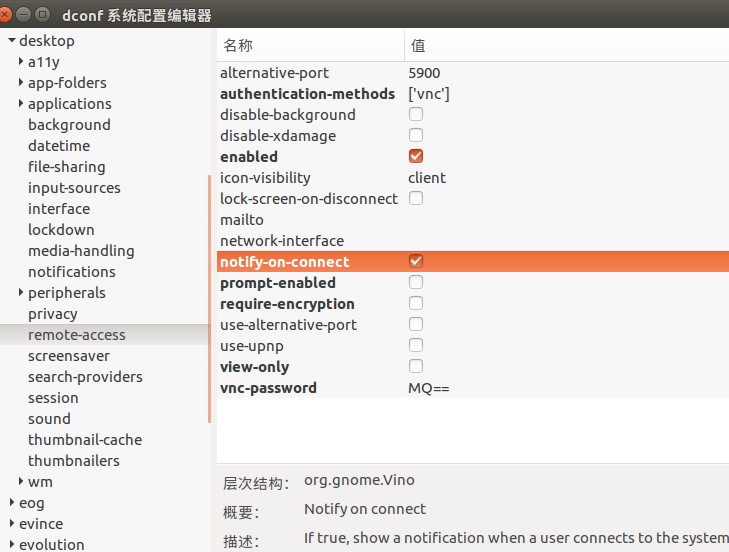 dconf 系统配置编辑器
desktop
a11y
app-folders
applications
background
datetime
file-sharing
input-sources
interface
lockdown
media-handling
notifications
peripherals
privacy
remote-access
screensaver
search-providers
session
sound
thumbnail-cache
thumbnailers
wm
eog
evince
evolution
名称 值
alternative-port 5900
authentication-methods ['vnc']
disable-background
disable-xdamage
enabled
icon-visibility client
lock-screen-on-disconnect
mailto
network-interface
notify-on-connect
prompt-enabled
require-encryption
use-alternative-port
use-upnp
view-only
vnc-password MQ==
层次结构： org.gnome.Vino
概要： Notify on connect
描述： If true, show a notification when a user connects to the system